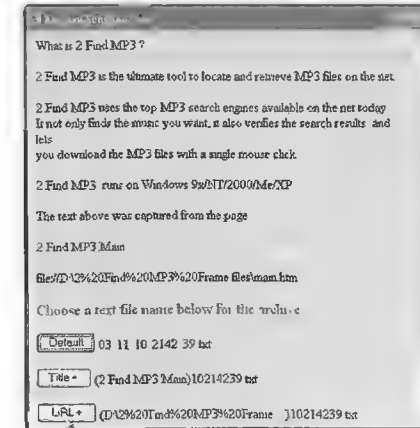 What is 2 Find MP3 ?
2 Find MP3 is the ultimate tool to locate and retrieve MP3 files on the net.
2 Find MP3 uses the top MP3 search engines available on the net today
It not only finds the music you want, it also verifies the search results and
lets
you download the MP3 files with a single mouse click
2 Find MP3 runs on Windows 9x/NT/2000/Me/XP
The text above was captured from the page
2 Find MP3 Main
file://D:\2%20Find%20MP3%20Frame files\main.htm
Choose a text file name below for the archive
Default 03 11 10 2142 39 txt
Title + (2 Find MP3 Main)10214239 txt
URL + (D:\2%20Find%20MP3%20Frame )10214239 txt